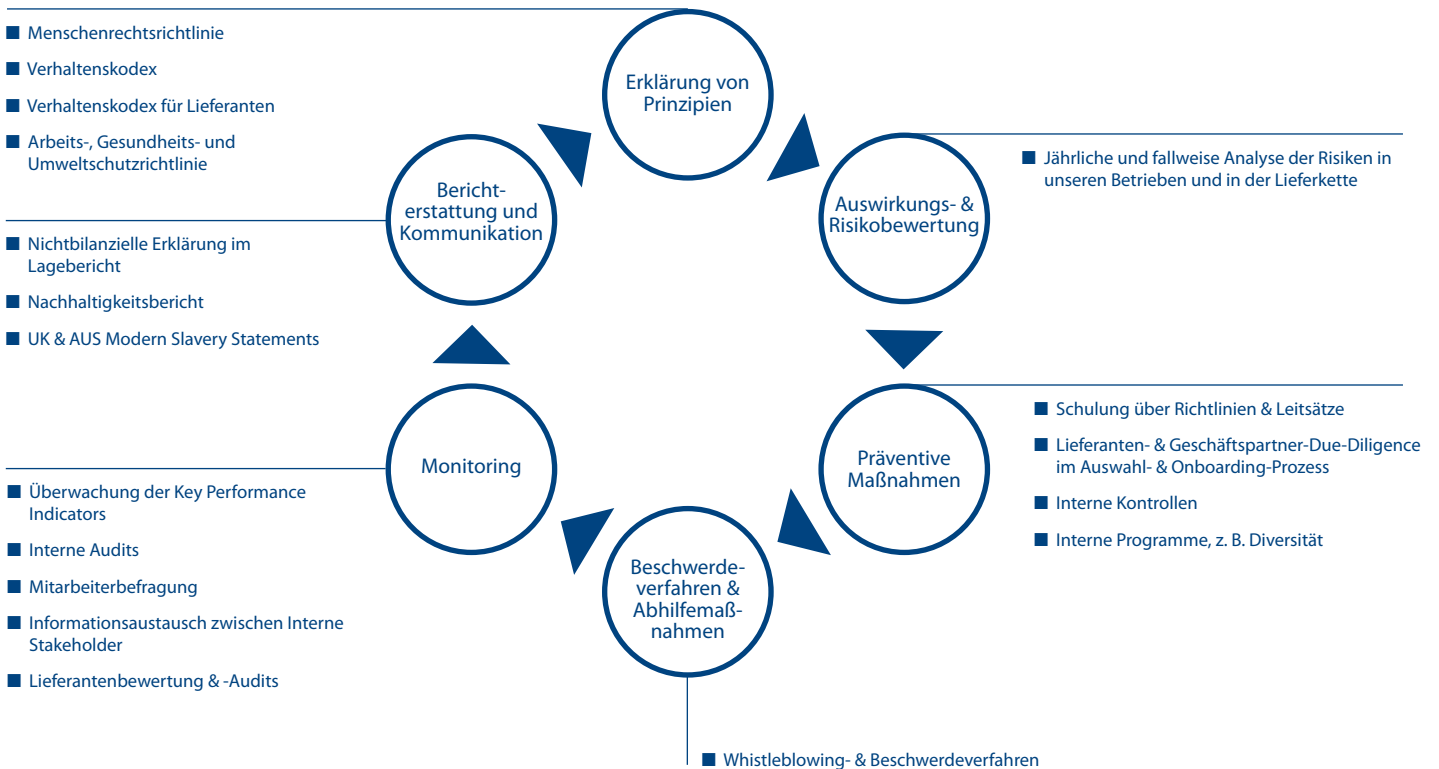 Erklärung von
Prinzipien
■ Menschenrechtsrichtlinie
■ Verhaltenskodex
■ Verhaltenskodex für Lieferanten
■ Arbeits-, Gesundheits- und
Umweltschutzrichtlinie
Auswirkungs- &
Risikobewertung
■ Jährliche und fallweise Analyse der Risiken in
unseren Betrieben und in der Lieferkette
Präventive
Maßnahmen
■ Schulung über Richtlinien & Leitsätze
■ Lieferanten- & Geschäftspartner-Due-Diligence
im Auswahl- & Onboarding-Prozess
■ Interne Kontrollen
■ Interne Programme, z. B. Diversität
Beschwerde-
verfahren &
Abhilfemaß-
nahmen
■ Whistleblowing- & Beschwerdeverfahren
Monitoring
■ Überwachung der Key Performance
Indicators
■ Interne Audits
■ Mitarbeiterbefragung
■ Informationsaustausch zwischen Interne
Stakeholder
■ Lieferantenbewertung & -Audits
Bericht-
erstattung und
Kommunikation
■ Nichtbilanzielle Erklärung im
Lagebericht
■ Nachhaltigkeitsbericht
■ UK & AUS Modern Slavery Statements